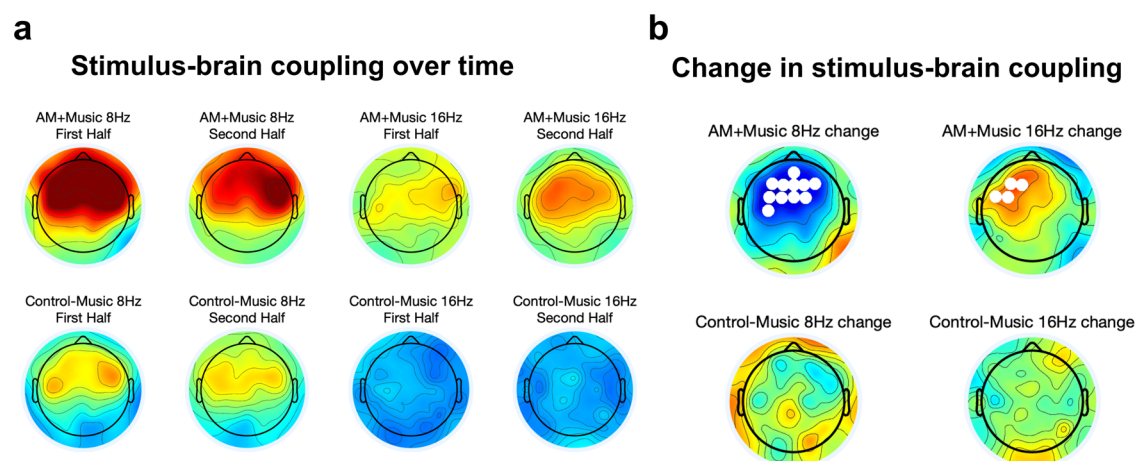 a
Stimulus-brain coupling over time
AM+Music 8Hz
First Half
AM+Music 8Hz
Second Half
AM+Music 16Hz
First Half
AM+Music 16Hz
Second Half
Control-Music 8Hz
First Half
Control-Music 8Hz
Second Half
Control-Music 16Hz
First Half
Control-Music 16Hz
Second Half
b
Change in stimulus-brain coupling
AM+Music 8Hz change
AM+Music 16Hz change
Control-Music 8Hz change
Control-Music 16Hz change